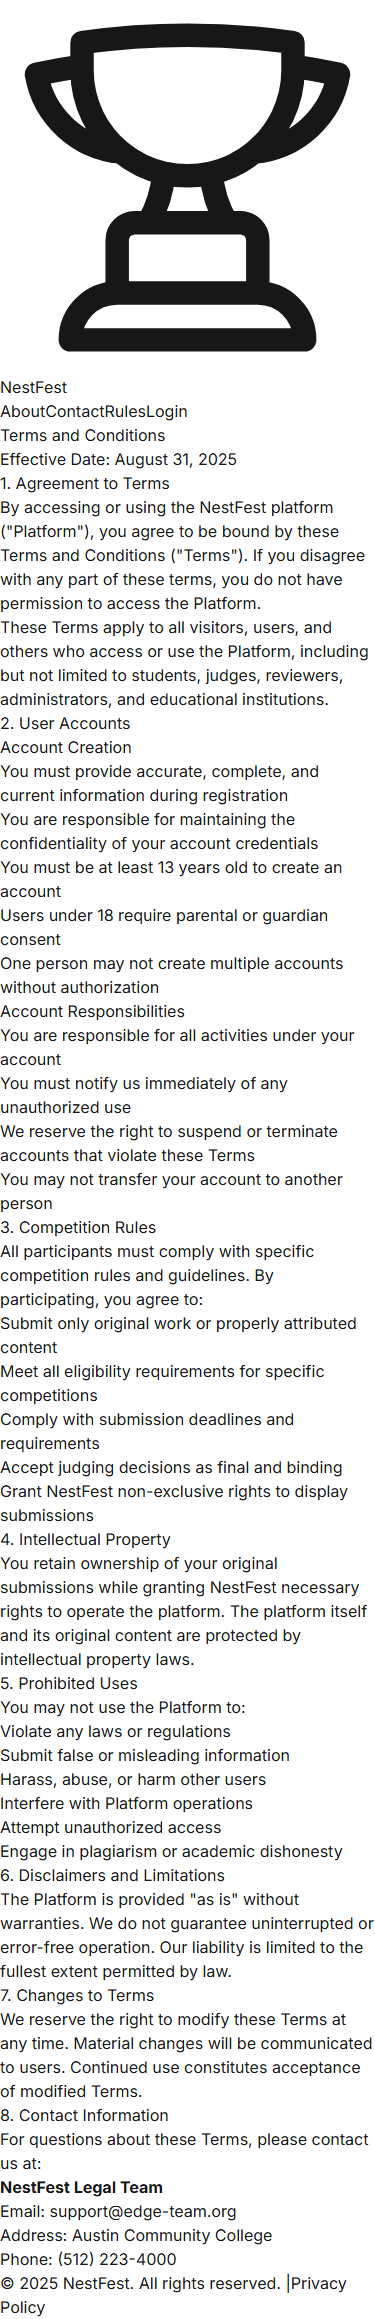 NestFest
AboutContactRulesLogin
Terms and Conditions
Effective Date: August 31, 2025
1. Agreement to Terms
By accessing or using the NestFest platform
("Platform"), you agree to be bound by these
Terms and Conditions ("Terms"). If you disagree
with any part of these terms, you do not have
permission to access the Platform.
These Terms apply to all visitors, users, and
others who access or use the Platform, including
but not limited to students, judges, reviewers,
administrators, and educational institutions.
2. User Accounts
Account Creation
You must provide accurate, complete, and
current information during registration
You are responsible for maintaining the
confidentiality of your account credentials
You must be at least 13 years old to create an
account
Users under 18 require parental or guardian
consent
One person may not create multiple accounts
without authorization
Account Responsibilities
You are responsible for all activities under your
account
You must notify us immediately of any
unauthorized use
We reserve the right to suspend or terminate
accounts that violate these Terms
You may not transfer your account to another
person
3. Competition Rules
All participants must comply with specific
competition rules and guidelines. By
participating, you agree to:
Submit only original work or properly attributed
content
Meet all eligibility requirements for specific
competitions
Comply with submission deadlines and
requirements
Accept judging decisions as final and binding
Grant NestFest non-exclusive rights to display
submissions
4. Intellectual Property
You retain ownership of your original
submissions while granting NestFest necessary
rights to operate the platform. The platform itself
and its original content are protected by
intellectual property laws.
5. Prohibited Uses
You may not use the Platform to:
Violate any laws or regulations
Submit false or misleading information
Harass, abuse, or harm other users
Interfere with Platform operations
Attempt unauthorized access
Engage in plagiarism or academic dishonesty
6. Disclaimers and Limitations
The Platform is provided "as is" without
warranties. We do not guarantee uninterrupted or
error-free operation. Our liability is limited to the
fullest extent permitted by law.
7. Changes to Terms
We reserve the right to modify these Terms at
any time. Material changes will be communicated
to users. Continued use constitutes acceptance
of modified Terms.
8. Contact Information
For questions about these Terms, please contact
us at:
NestFest Legal Team
Email: support@edge-team.org
Address: Austin Community College
Phone: (512) 223-4000
© 2025 NestFest. All rights reserved. |Privacy
Policy